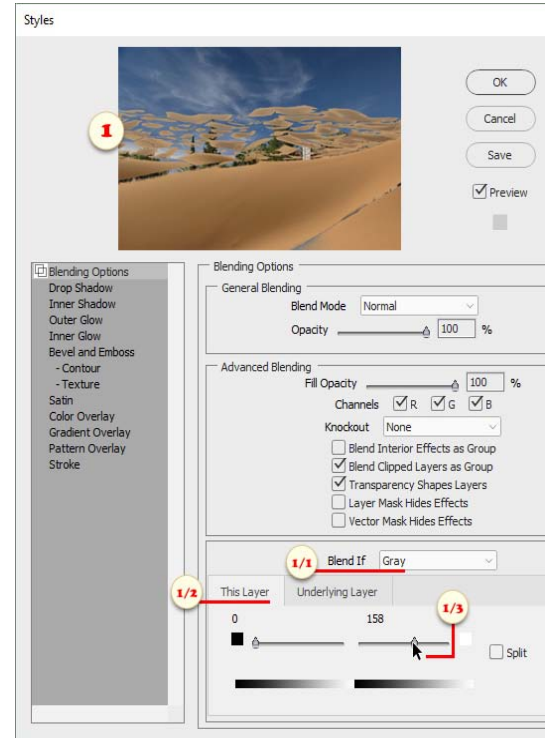 Styles
1
OK
Cancel
Save
Preview
Blending Options
Drop Shadow
Inner Shadow
Outer Glow
Inner Glow
Bevel and Emboss
- Contour
- Texture
Satin
Color Overlay
Gradient Overlay
Pattern Overlay
Stroke
Blending Options
General Blending
Blend Mode Normal
Opacity 100 %
Advanced Blending
Fill Opacity 100 %
Channels R G B
Knockout None
Blend Interior Effects as Group
Blend Clipped Layers as Group
Transparency Shapes Layers
Layer Mask Hides Effects
Vector Mask Hides Effects
1/1 Blend If Gray
1/2 This Layer Underlying Layer
0 158 1/3
Split